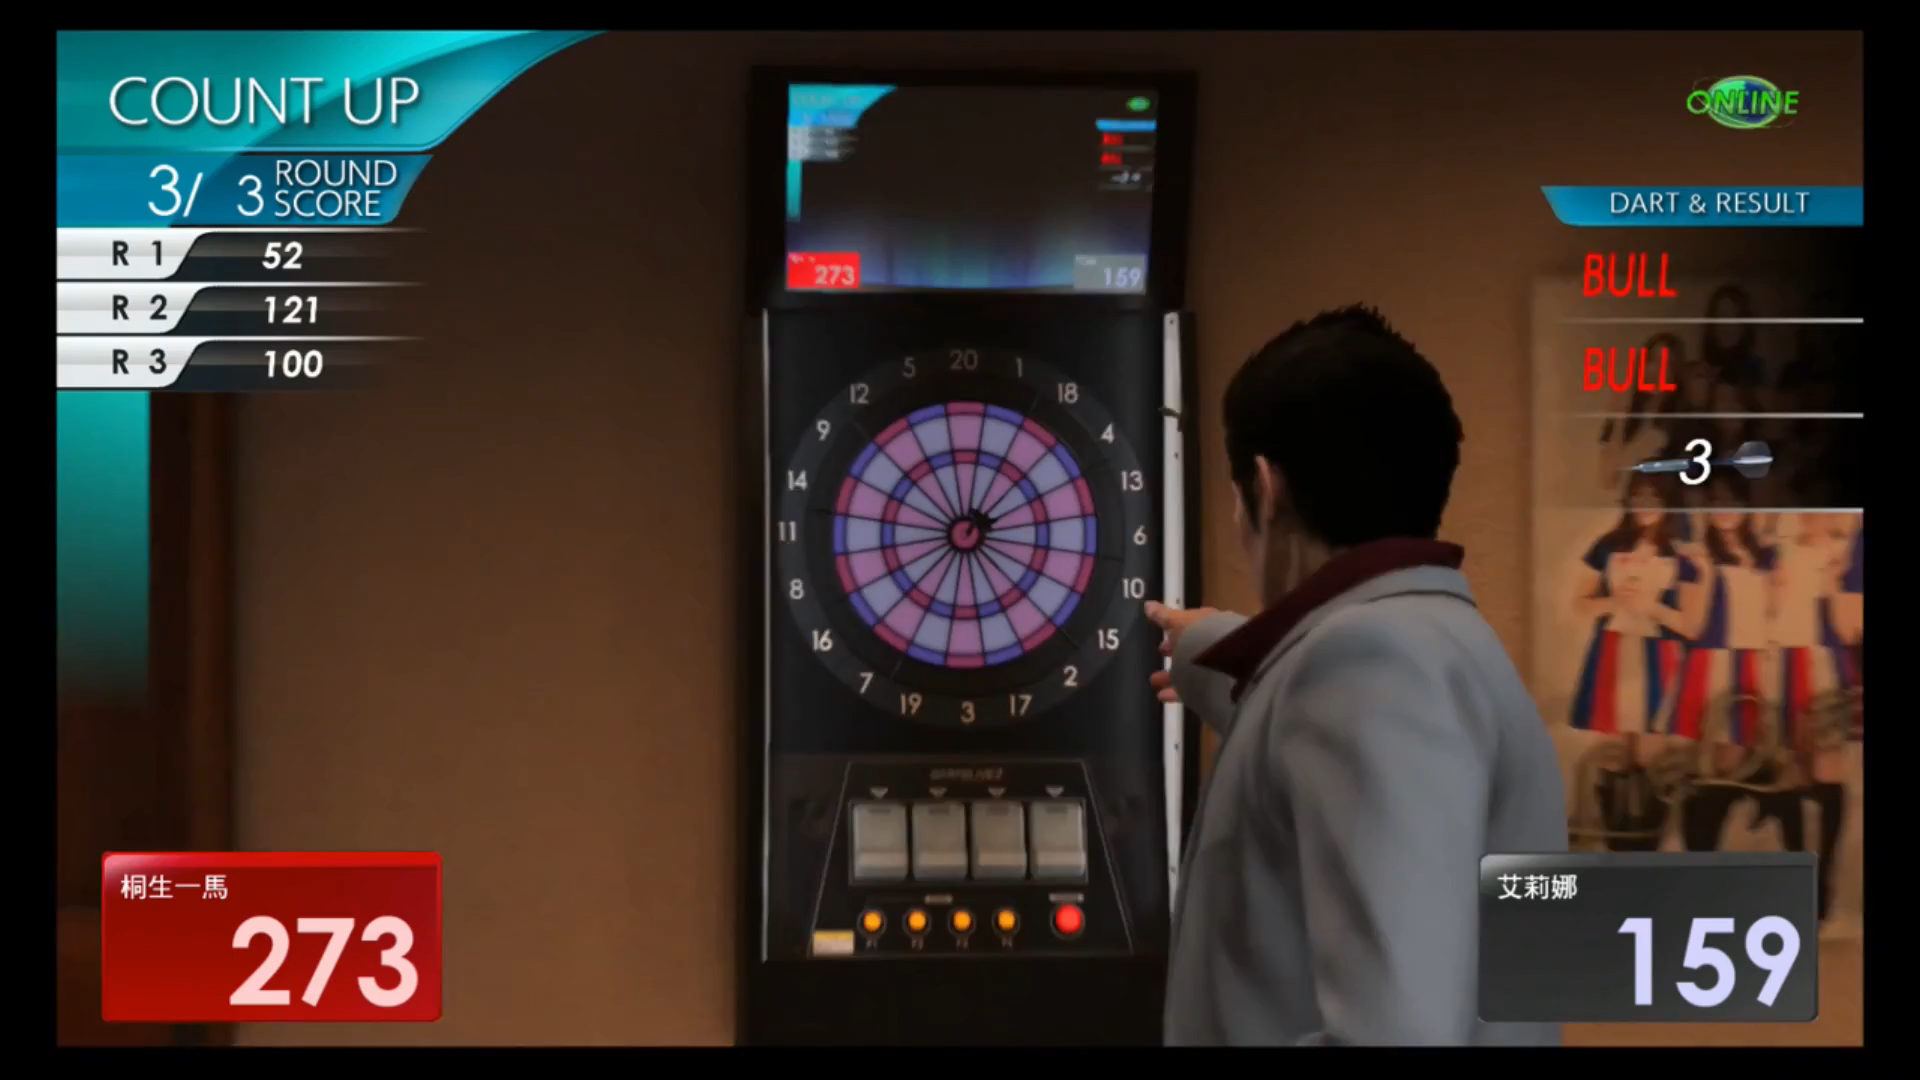 COUNT UP
3/ 3 ROUND SCORE
R 1 52
R 2 121
R 3 100
ONLINE
DART & RESULT
BULL
BULL
3
273
159
20
1
18
4
13
6
10
15
2
17
3
19
7
16
8
11
14
9
12
5
DARTSLIVE2
桐生一馬
273
艾莉娜
159